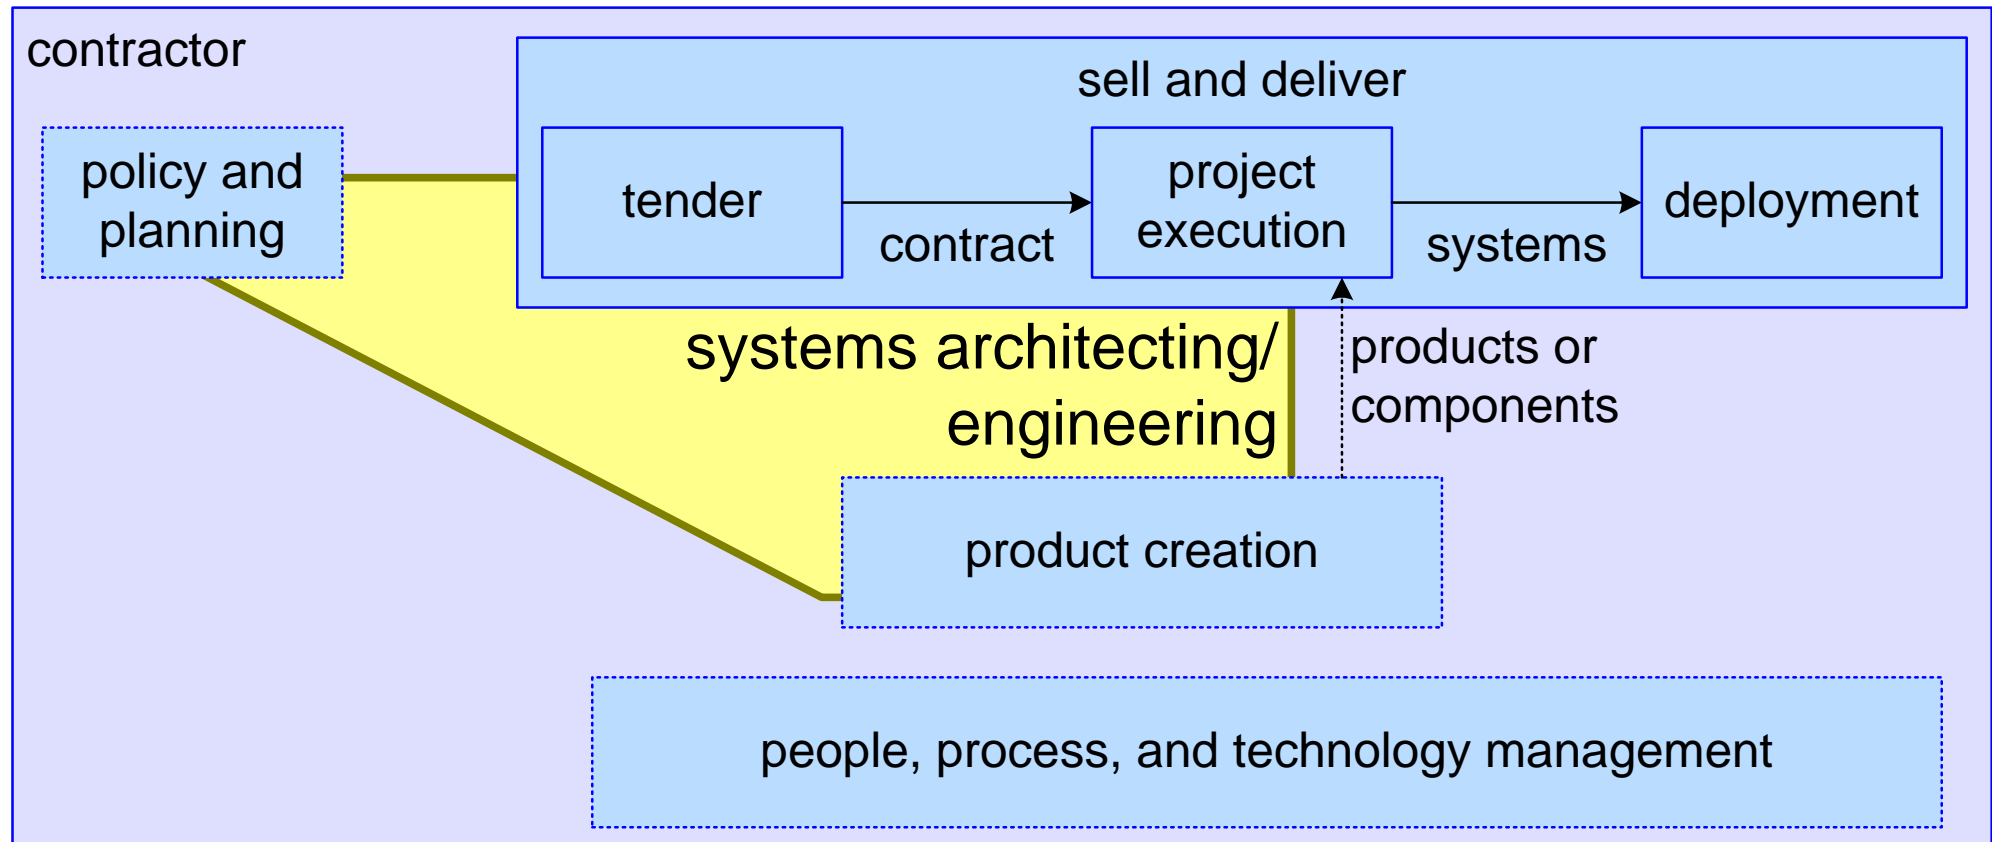 contractor
sell and deliver
policy and
planning
tender
contract
project
execution
systems
deployment
systems architecting/
engineering
products or
components
product creation
people, process, and technology management